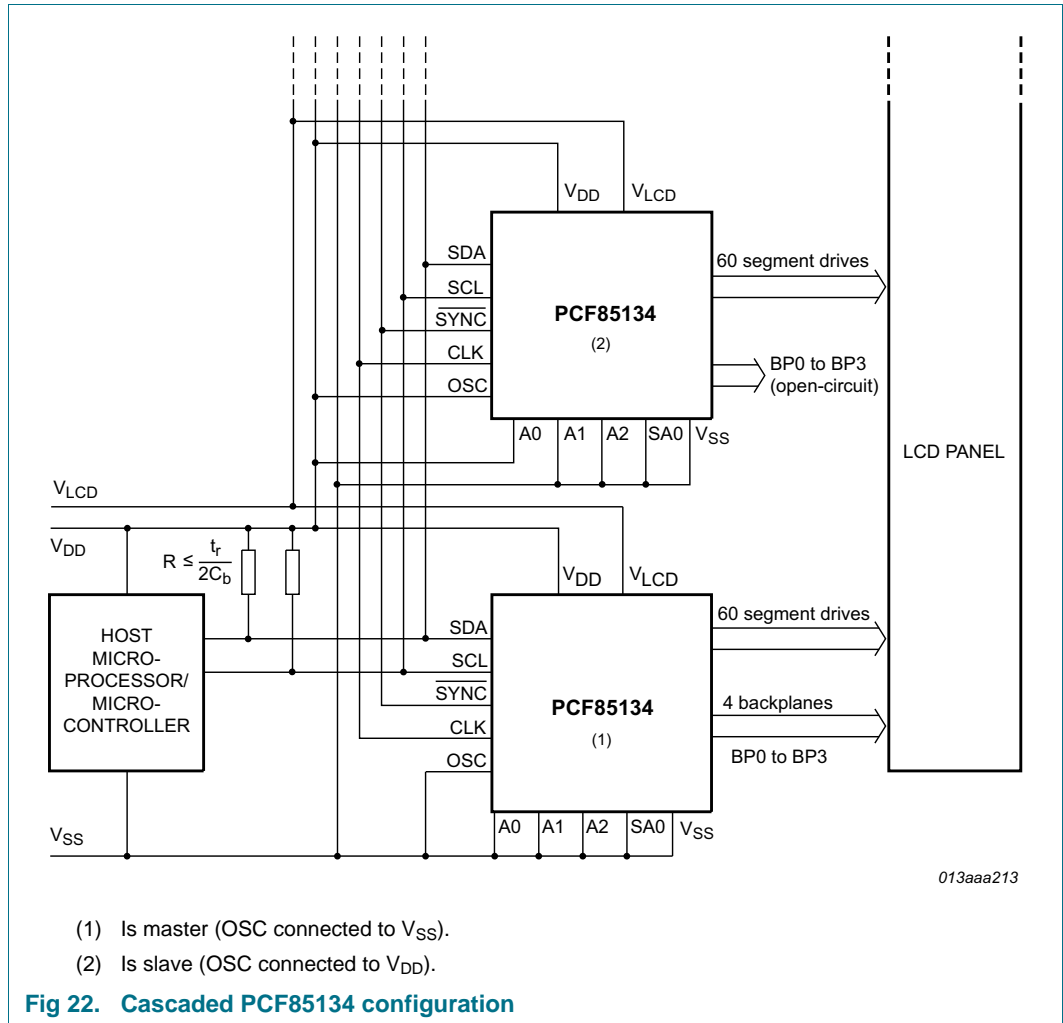 VDD
VLCD
SDA
SCL
SYNC
CLK
OSC
PCF85134
(2)
60 segment drives
BP0 to BP3
(open-circuit)
A0
A1
A2
SA0
VSS
LCD PANEL
VLCD
VDD
R ≤ tr/2Cb
HOST
MICRO-
PROCESSOR/
MICRO-
CONTROLLER
VDD
VLCD
SDA
SCL
SYNC
CLK
OSC
PCF85134
(1)
60 segment drives
4 backplanes
BP0 to BP3
A0
A1
A2
SA0
VSS
VSS
013aaa213
(1) Is master (OSC connected to VSS).
(2) Is slave (OSC connected to VDD).
Fig 22. Cascaded PCF85134 configuration